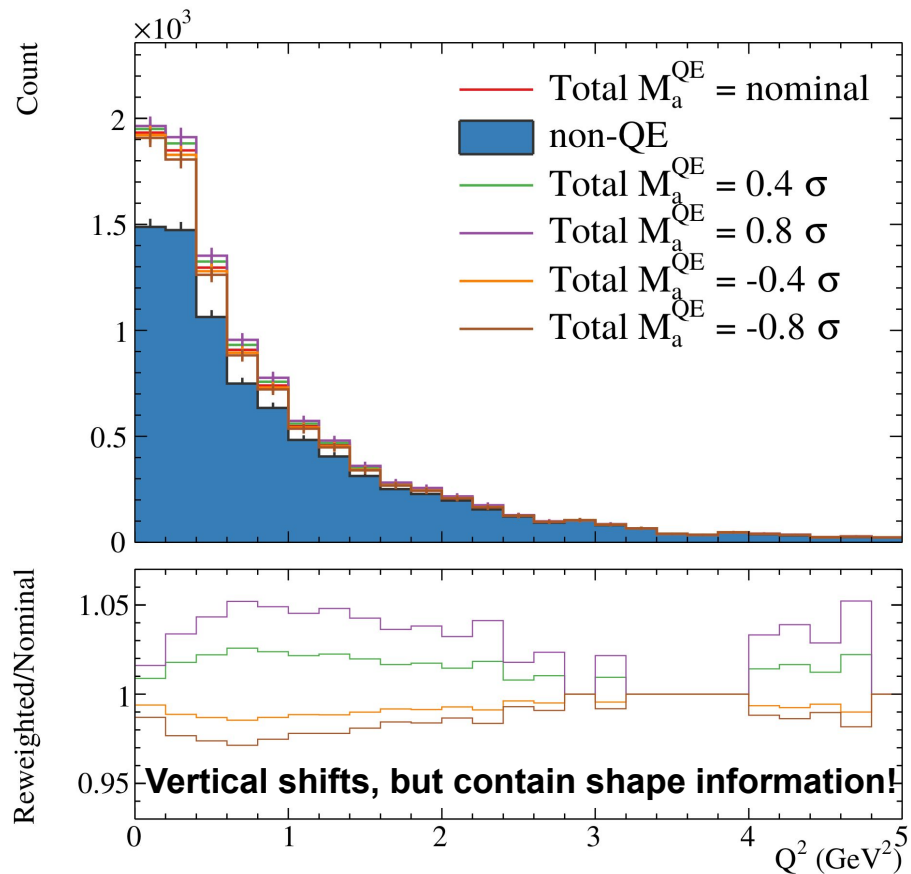 ×10³
Count
2
1.5
1
0.5
0
Total M_a^QE = nominal
non-QE
Total M_a^QE = 0.4 σ
Total M_a^QE = 0.8 σ
Total M_a^QE = -0.4 σ
Total M_a^QE = -0.8 σ
Reweighted/Nominal
1.05
1
0.95
Vertical shifts, but contain shape information!
0 1 2 3 4 5
Q² (GeV²)